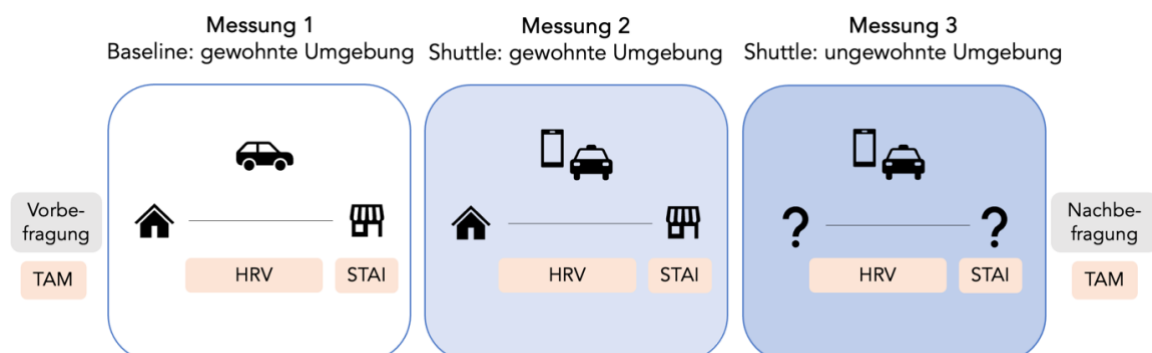 Messung 1
Baseline: gewohnte Umgebung
Messung 2
Shuttle: gewohnte Umgebung
Messung 3
Shuttle: ungewohnte Umgebung
Vorbe-
fragung
TAM
HRV
STAI
HRV
STAI
?
?
HRV
STAI
Nachbe-
fragung
TAM